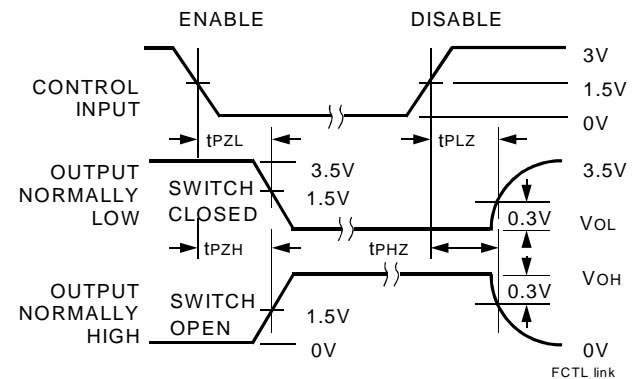 ENABLE
DISABLE
3V
CONTROL
INPUT
1.5V
0V
tPZL
tPLZ
OUTPUT
NORMALLY
LOW
SWITCH
CLOSED
3.5V
1.5V
3.5V
0.3V
VOL
tPZH
tPHZ
OUTPUT
NORMALLY
HIGH
SWITCH
OPEN
1.5V
0V
VOH
0.3V
0V
FCTL link